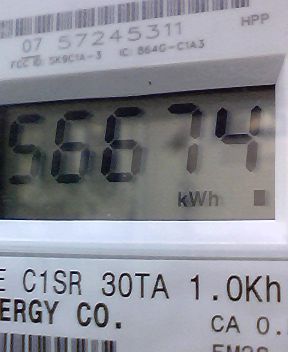 HPP
07 57245311
FCC ID: SK9C1A-3 IC: 864G-C1A3
56674
kWh
E C1SR 30TA 1.0Kh
ERGY CO.
CA 0.